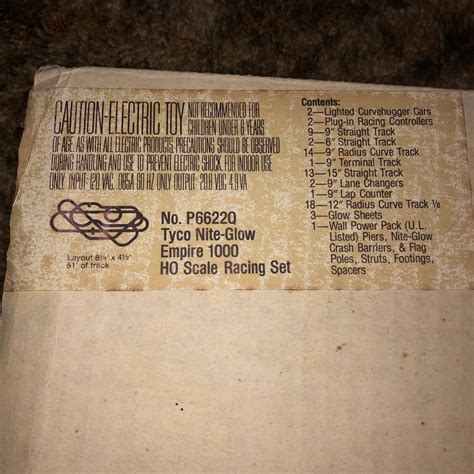 CAUTION-ELECTRIC TOY NOT RECOMMENDED FOR
CHILDREN UNDER 8 YEARS
OF AGE. AS WITH ALL ELECTRIC PRODUCTS, PRECAUTIONS SHOULD BE OBSERVED
DURING HANDLING AND USE TO PREVENT ELECTRIC SHOCK. FOR INDOOR USE
ONLY. INPUT: 120 VAC, 60 HZ ONLY OUTPUT: 20.6 VDC 4.9 VA
Layout 8¼' x 4½'
51' of track
No. P6622Q
Tyco Nite-Glow
Empire 1000
HO Scale Racing Set
Contents:
2—Lighted Curvehugger Cars
2—Plug-in Racing Controllers
9—9" Straight Track
2—6" Straight Track
14—9" Radius Curve Track
1—9" Terminal Track
13—15" Straight Track
2—9" Lane Changers
1—9" Lap Counter
18—12" Radius Curve Track ⅛
3—Glow Sheets
1—Wall Power Pack (U.L.
Listed) Piers, Nite-Glow
Crash Barriers, & Flag
Poles, Struts, Footings,
Spacers